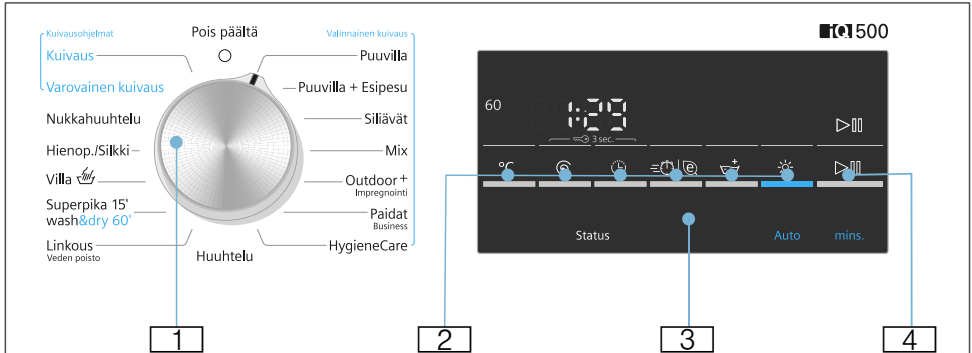 Kuivausohjelmat
Pois päältä
Valinnainen kuivaus
Kuivaus
Varovainen kuivaus
Nukkahuuhtelu
Hienop./Silkki
Villa
Superpika 15'
wash&dry 60'
Linkous
Veden poisto
Huuhtelu
Puuvilla
Puuvilla + Esipesu
Siliävät
Mix
Outdoor+
Impregnointi
Paidat
Business
HygieneCare
iQ500
60
1:29
3 sec.
°C
Status
Auto
mins.
1
2
3
4